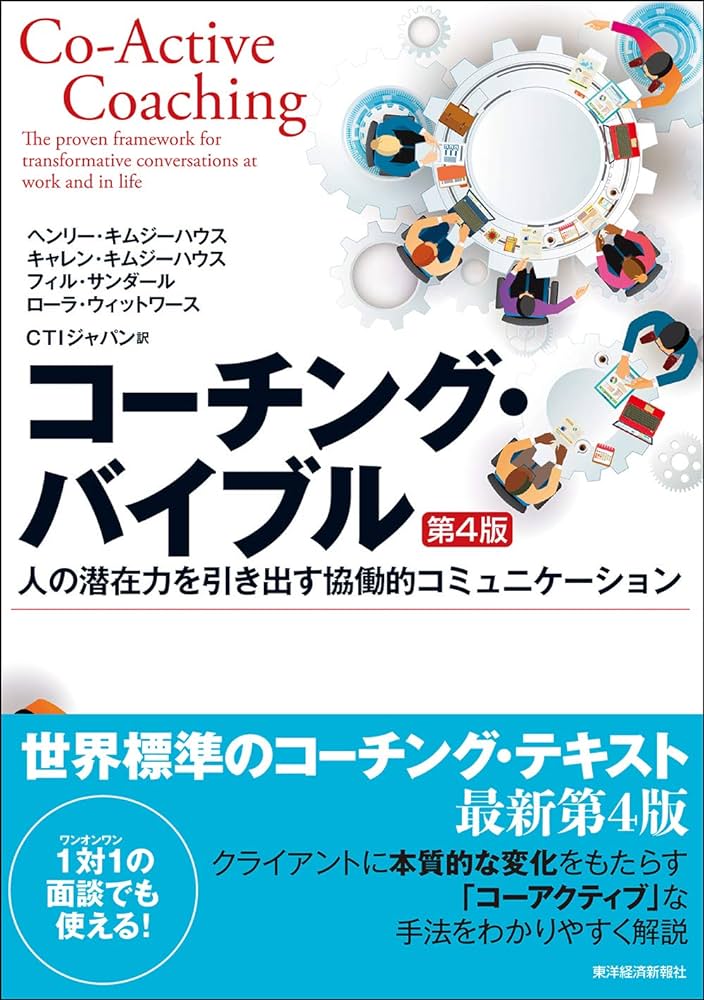 Co-Active
Coaching
The proven framework for
transformative conversations at
work and in life
ヘンリー・キムジーハウス
キャレン・キムジーハウス
フィル・サンダール
ローラ・ウィットワース
CTIジャパン訳
コーチング・
バイブル 第4版
人の潜在力を引き出す協働的コミュニケーション
世界標準のコーチング・テキスト
最新第4版
ワンオンワン
1対1の
面談でも
使える!
クライアントに本質的な変化をもたらす
「コーアクティブ」な
手法をわかりやすく解説
東洋経済新報社